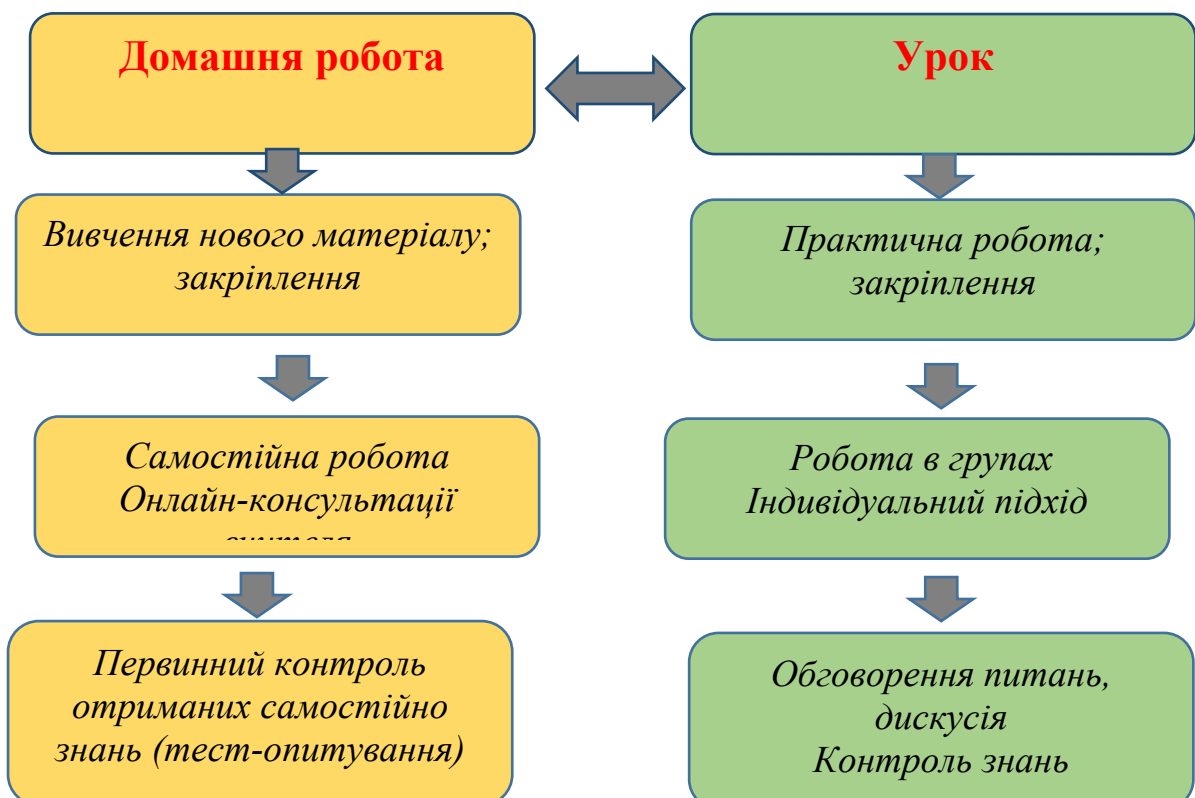 Домашня робота
Урок
Вивчення нового матеріалу;
закріплення
Практична робота;
закріплення
Самостійна робота
Онлайн-консультації
Робота в групах
Індивідуальний підхід
Первинний контроль
отриманих самостійно
знань (тест-опитування)
Обговорення питань,
дискусія
Контроль знань